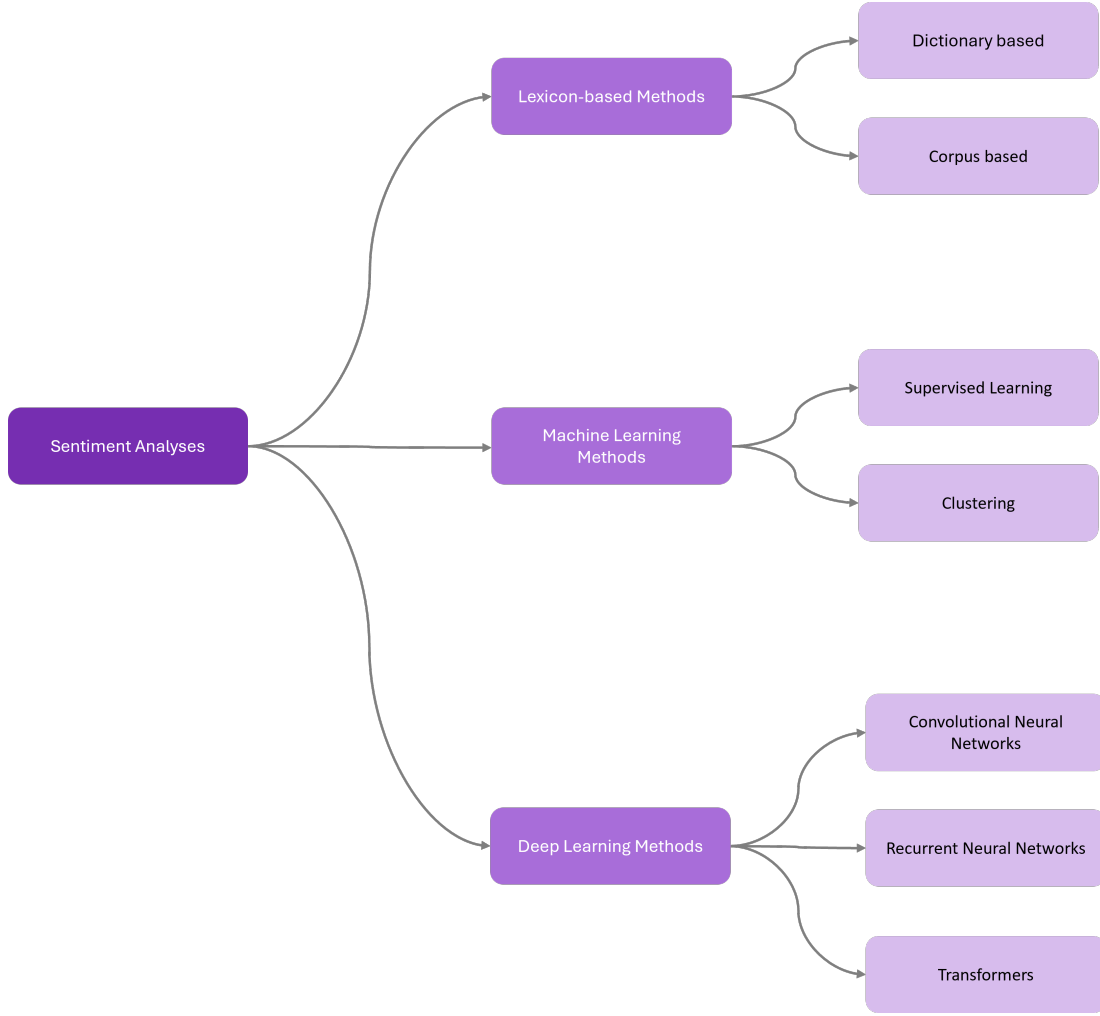 Dictionary based
Lexicon-based Methods
Corpus based
Supervised Learning
Sentiment Analyses
Machine Learning
Methods
Clustering
Convolutional Neural
Networks
Deep Learning Methods
Recurrent Neural Networks
Transformers